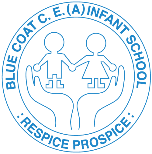 BLUE COAT C. E. (A) INFANT SCHOOL
: RESPICE PROSPICE :